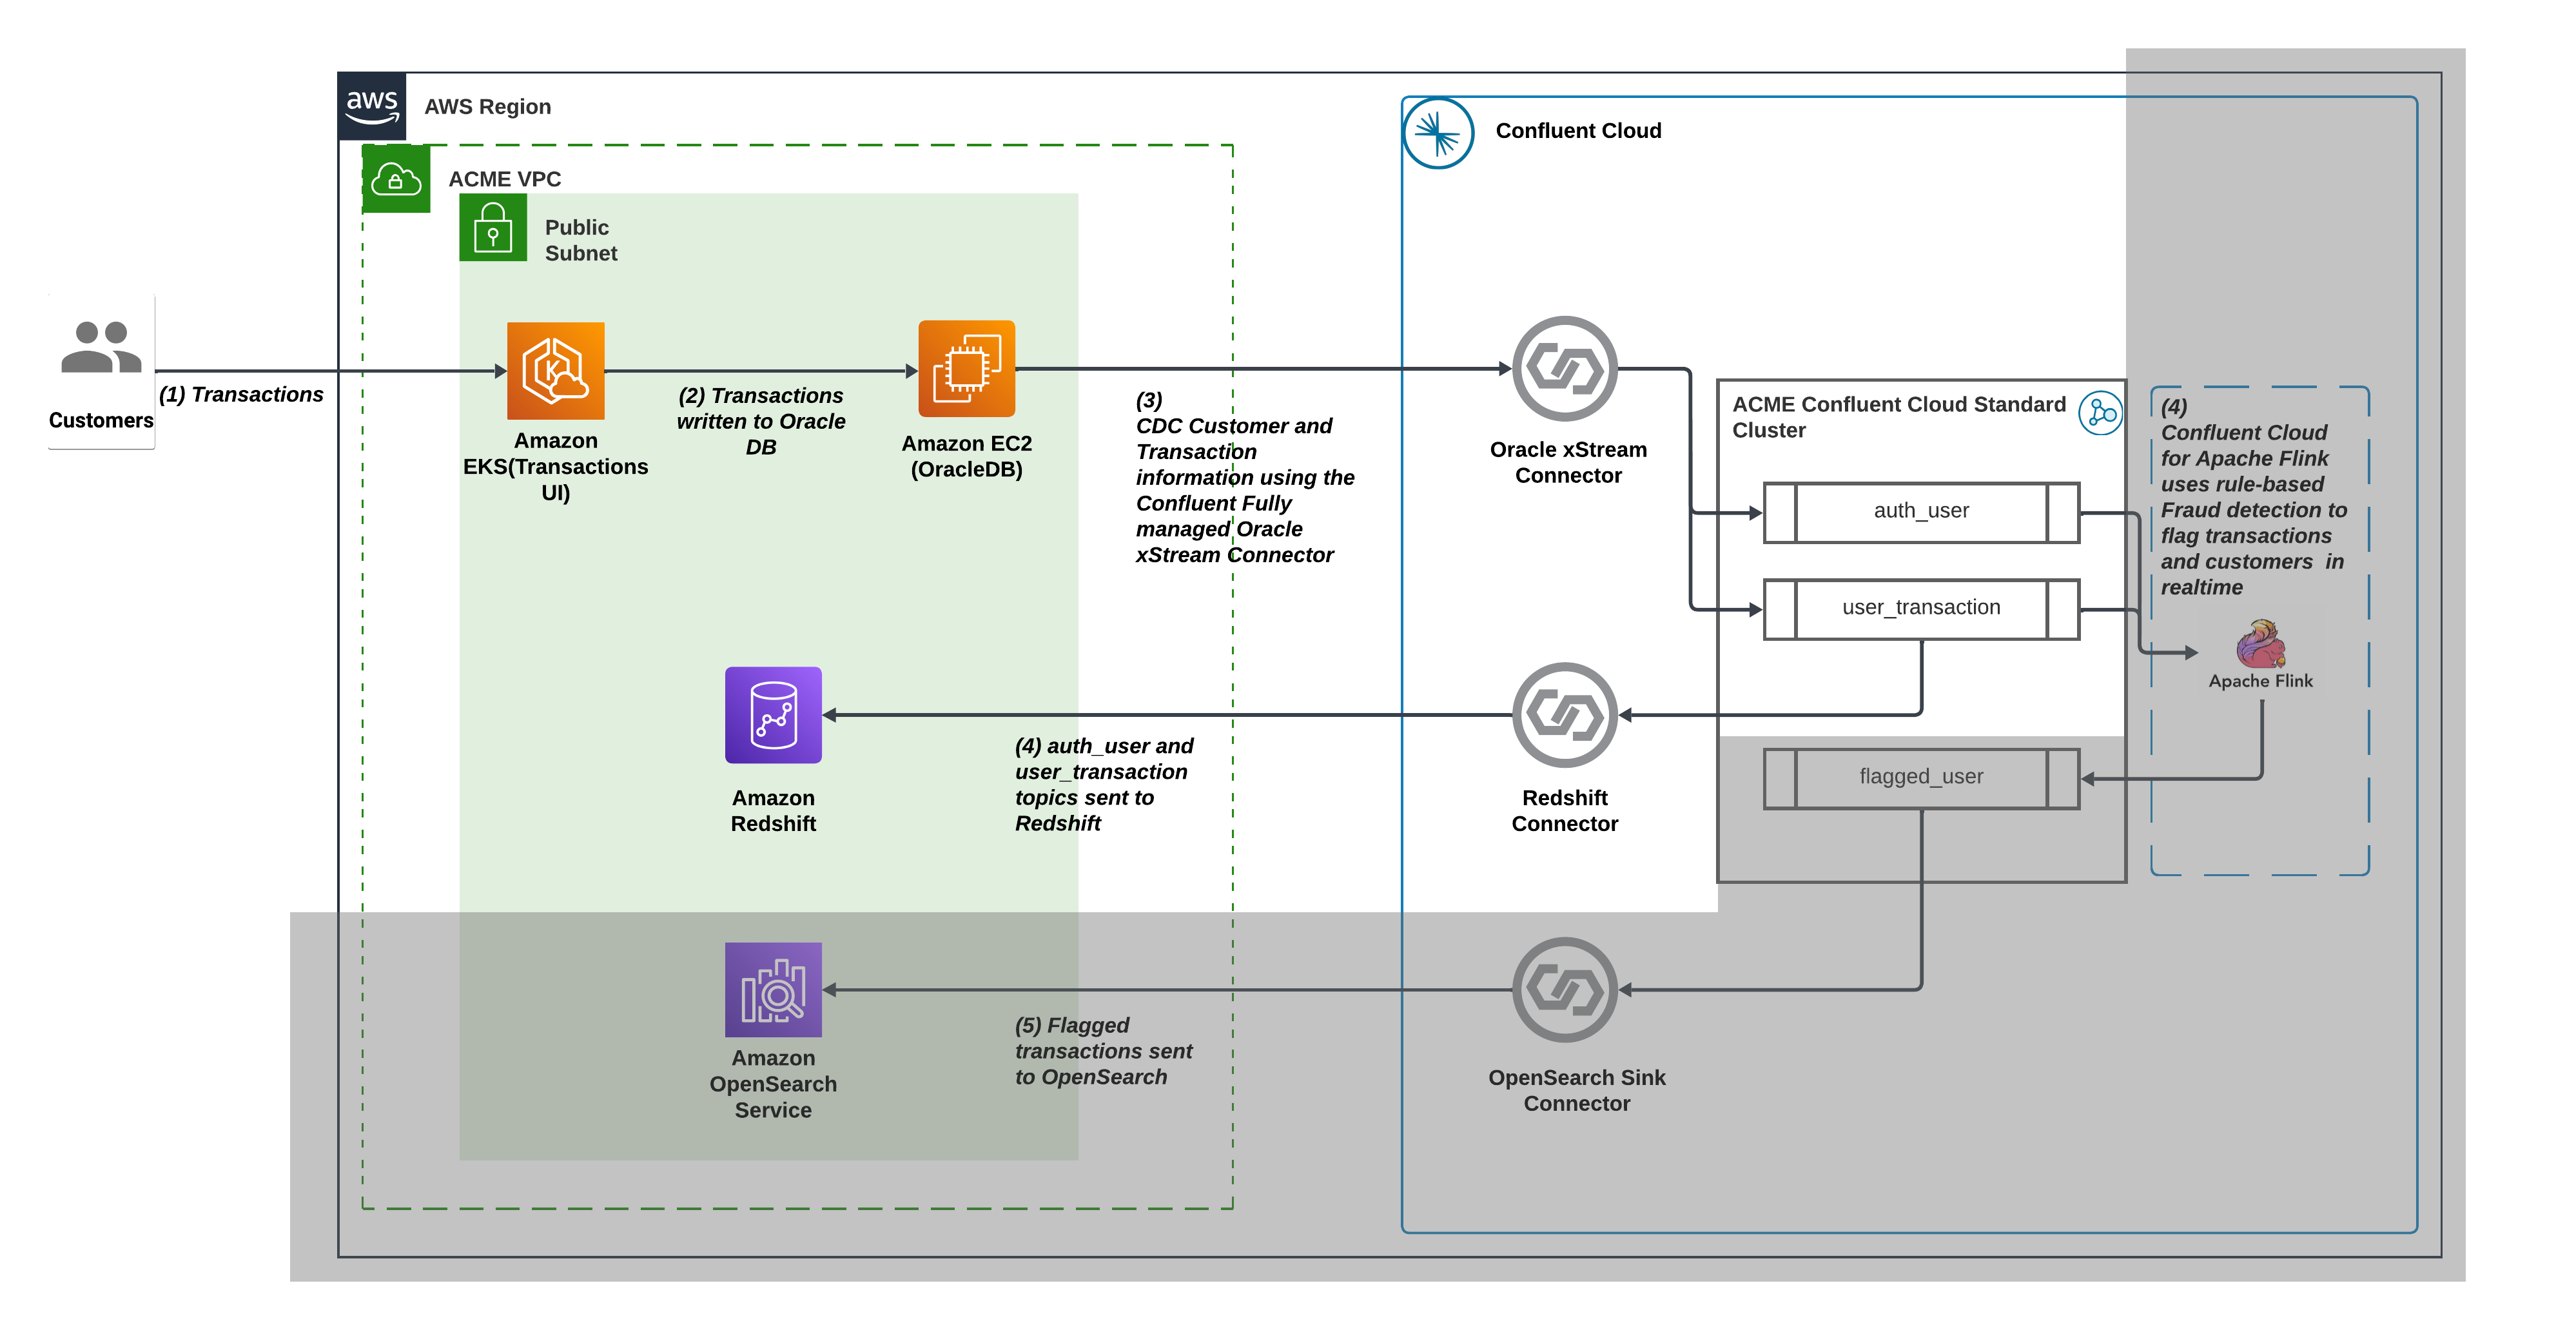 aws
AWS Region
Confluent Cloud
ACME VPC
Public
Subnet
Customers
(1) Transactions
Amazon
EKS(Transactions
UI)
(2) Transactions
written to Oracle
DB
Amazon EC2
(OracleDB)
(3)
CDC Customer and
Transaction
information using the
Confluent Fully
managed Oracle
xStream Connector
Oracle xStream
Connector
ACME Confluent Cloud Standard
Cluster
auth_user
user_transaction
flagged_user
(4)
Confluent Cloud
for Apache Flink
uses rule-based
Fraud detection to
flag transactions
and customers  in
realtime
Apache Flink
Amazon
Redshift
(4) auth_user and
user_transaction
topics sent to
Redshift
Redshift
Connector
Amazon
OpenSearch
Service
(5) Flagged
transactions sent
to OpenSearch
OpenSearch Sink
Connector